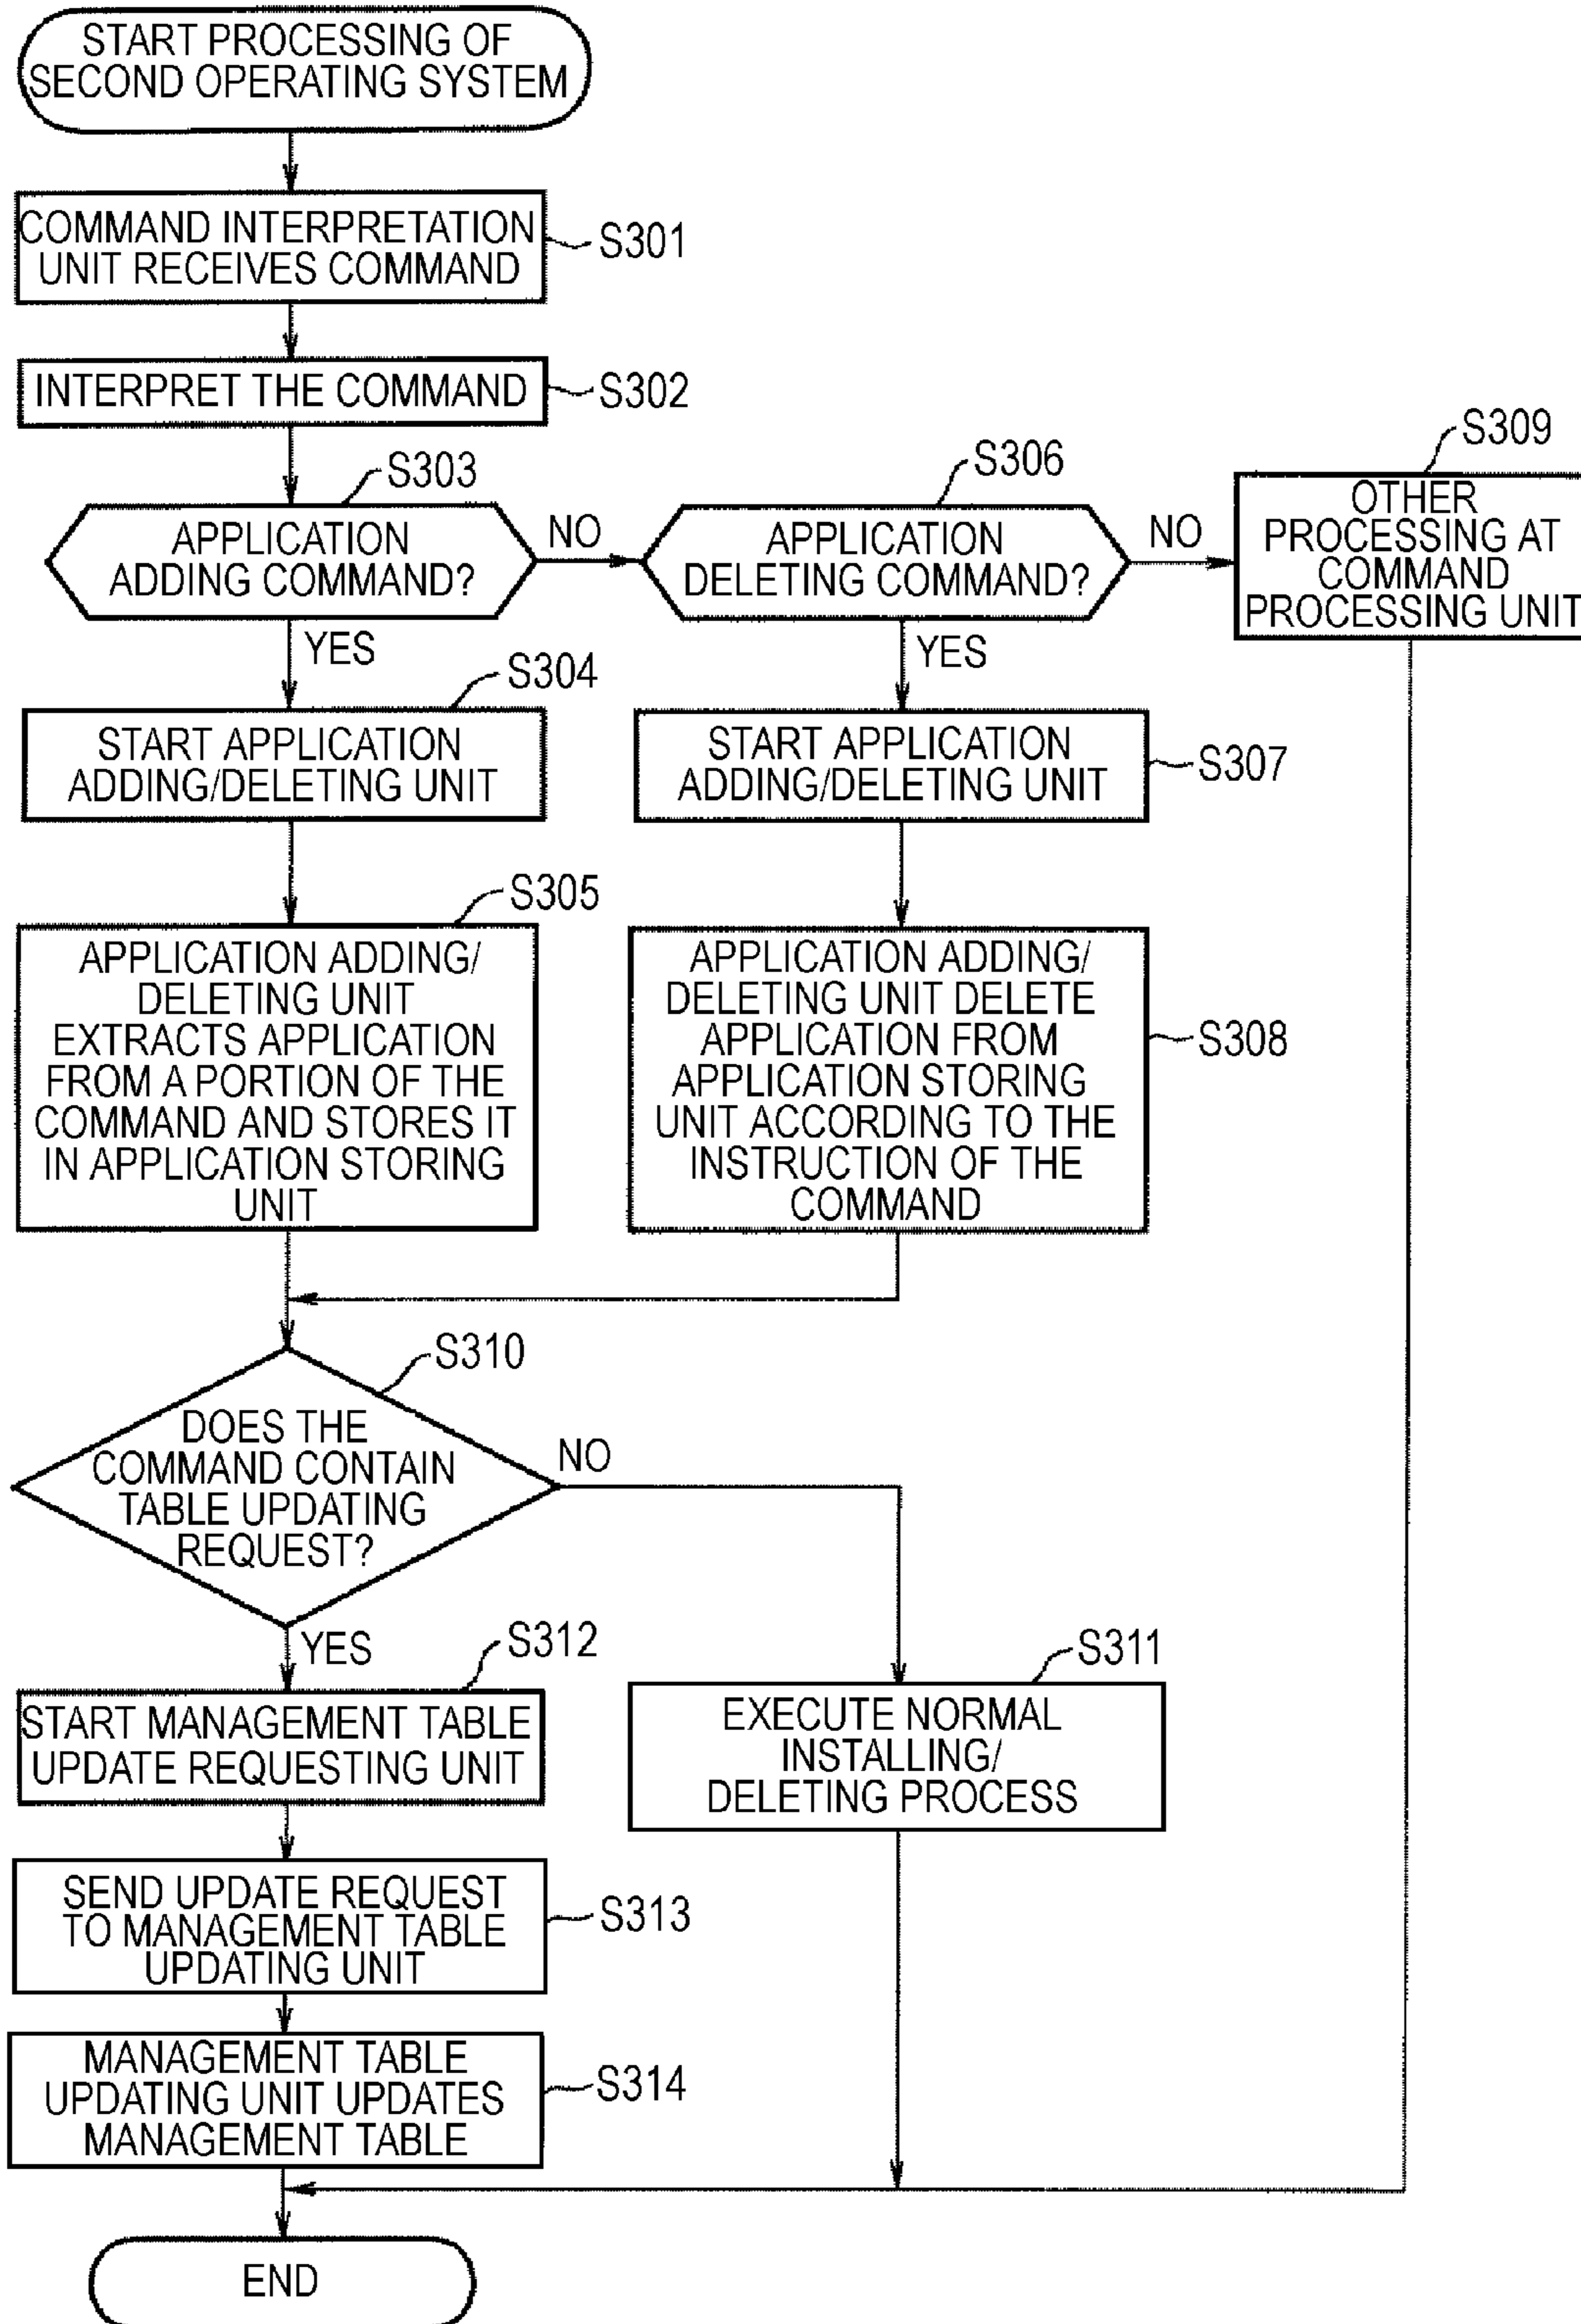 START PROCESSING OF
SECOND OPERATING SYSTEM
COMMAND INTERPRETATION
UNIT RECEIVES COMMAND
S301
INTERPRET THE COMMAND
S302
S303
APPLICATION
ADDING COMMAND?
NO
YES
S306
APPLICATION
DELETING COMMAND?
NO
YES
S309
OTHER
PROCESSING AT
COMMAND
PROCESSING UNIT
S304
START APPLICATION
ADDING/DELETING UNIT
START APPLICATION
ADDING/DELETING UNIT
S307
S305
APPLICATION ADDING/
DELETING UNIT
EXTRACTS APPLICATION
FROM A PORTION OF THE
COMMAND AND STORES IT
IN APPLICATION STORING
UNIT
APPLICATION ADDING/
DELETING UNIT DELETE
APPLICATION FROM
APPLICATION STORING
UNIT ACCORDING TO THE
INSTRUCTION OF THE
COMMAND
S308
S310
DOES THE
COMMAND CONTAIN
TABLE UPDATING
REQUEST?
NO
YES
S312
START MANAGEMENT TABLE
UPDATE REQUESTING UNIT
S311
EXECUTE NORMAL
INSTALLING/
DELETING PROCESS
SEND UPDATE REQUEST
TO MANAGEMENT TABLE
UPDATING UNIT
S313
MANAGEMENT TABLE
UPDATING UNIT UPDATES
MANAGEMENT TABLE
S314
END